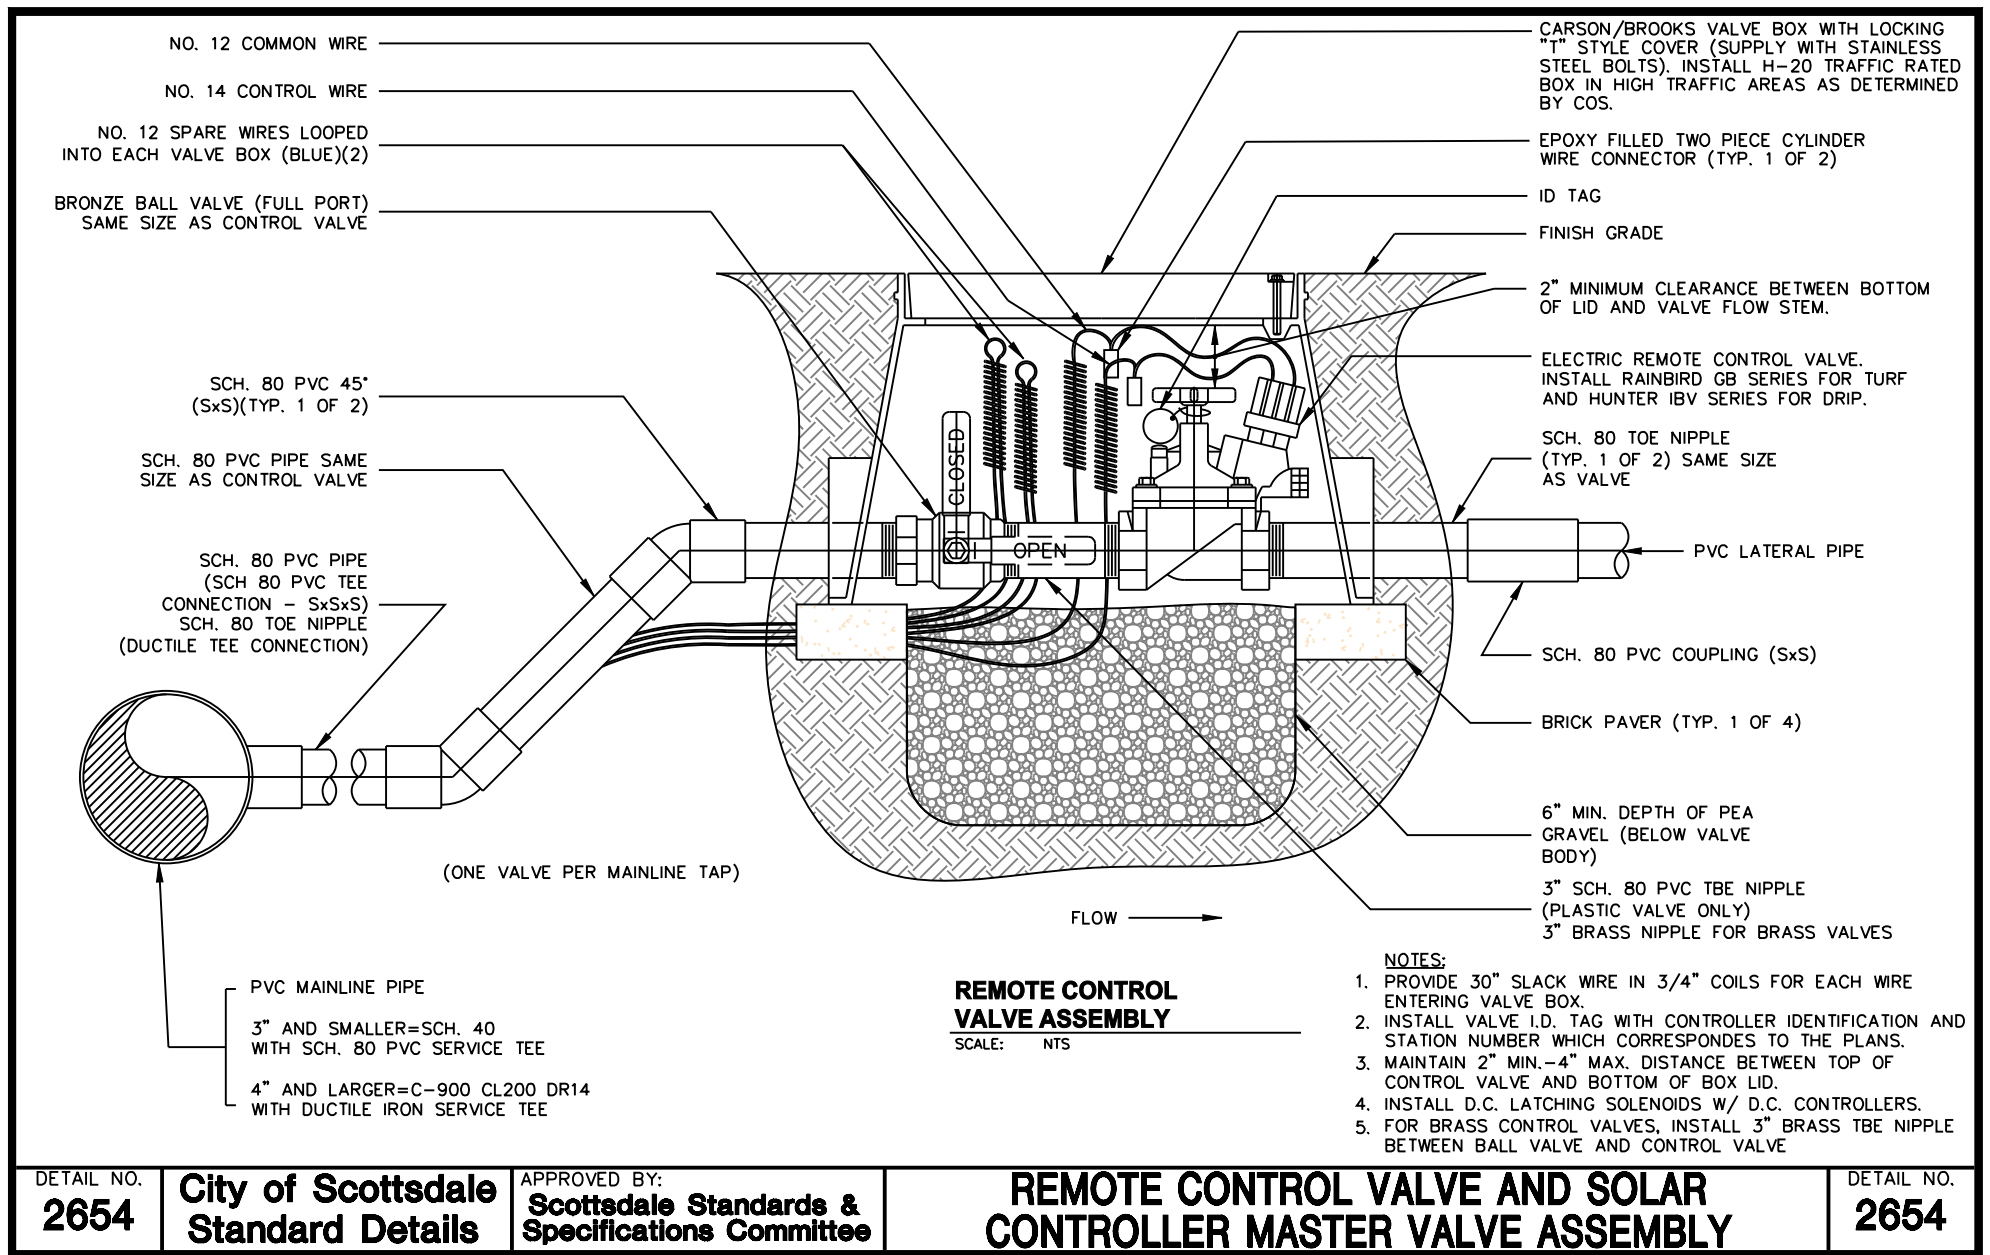 NO. 12 COMMON WIRE
NO. 14 CONTROL WIRE
NO. 12 SPARE WIRES LOOPED
INTO EACH VALVE BOX (BLUE)(2)
BRONZE BALL VALVE (FULL PORT)
SAME SIZE AS CONTROL VALVE
SCH. 80 PVC 45°
(SxS)(TYP. 1 OF 2)
SCH. 80 PVC PIPE SAME
SIZE AS CONTROL VALVE
SCH. 80 PVC PIPE
(SCH 80 PVC TEE
CONNECTION - SxSxS)
SCH. 80 TOE NIPPLE
(DUCTILE TEE CONNECTION)
CARSON/BROOKS VALVE BOX WITH LOCKING
"T" STYLE COVER (SUPPLY WITH STAINLESS
STEEL BOLTS). INSTALL H-20 TRAFFIC RATED
BOX IN HIGH TRAFFIC AREAS AS DETERMINED
BY COS.
EPOXY FILLED TWO PIECE CYLINDER
WIRE CONNECTOR (TYP. 1 OF 2)
ID TAG
FINISH GRADE
2" MINIMUM CLEARANCE BETWEEN BOTTOM
OF LID AND VALVE FLOW STEM.
ELECTRIC REMOTE CONTROL VALVE.
INSTALL RAINBIRD GB SERIES FOR TURF
AND HUNTER IBV SERIES FOR DRIP.
SCH. 80 TOE NIPPLE
(TYP. 1 OF 2) SAME SIZE
AS VALVE
PVC LATERAL PIPE
SCH. 80 PVC COUPLING (SxS)
BRICK PAVER (TYP. 1 OF 4)
6" MIN. DEPTH OF PEA
GRAVEL (BELOW VALVE
BODY)
3" SCH. 80 PVC TBE NIPPLE
(PLASTIC VALVE ONLY)
3" BRASS NIPPLE FOR BRASS VALVES
CLOSED
OPEN
(ONE VALVE PER MAINLINE TAP)
FLOW
PVC MAINLINE PIPE
3" AND SMALLER=SCH. 40
WITH SCH. 80 PVC SERVICE TEE
4" AND LARGER=C-900 CL200 DR14
WITH DUCTILE IRON SERVICE TEE
REMOTE CONTROL
VALVE ASSEMBLY
SCALE: NTS
NOTES:
1. PROVIDE 30" SLACK WIRE IN 3/4" COILS FOR EACH WIRE
ENTERING VALVE BOX.
2. INSTALL VALVE I.D. TAG WITH CONTROLLER IDENTIFICATION AND
STATION NUMBER WHICH CORRESPONDES TO THE PLANS.
3. MAINTAIN 2" MIN.-4" MAX. DISTANCE BETWEEN TOP OF
CONTROL VALVE AND BOTTOM OF BOX LID.
4. INSTALL D.C. LATCHING SOLENOIDS W/ D.C. CONTROLLERS.
5. FOR BRASS CONTROL VALVES, INSTALL 3" BRASS TBE NIPPLE
BETWEEN BALL VALVE AND CONTROL VALVE
DETAIL NO.
2654
City of Scottsdale
Standard Details
APPROVED BY:
Scottsdale Standards &
Specifications Committee
REMOTE CONTROL VALVE AND SOLAR
CONTROLLER MASTER VALVE ASSEMBLY
DETAIL NO.
2654